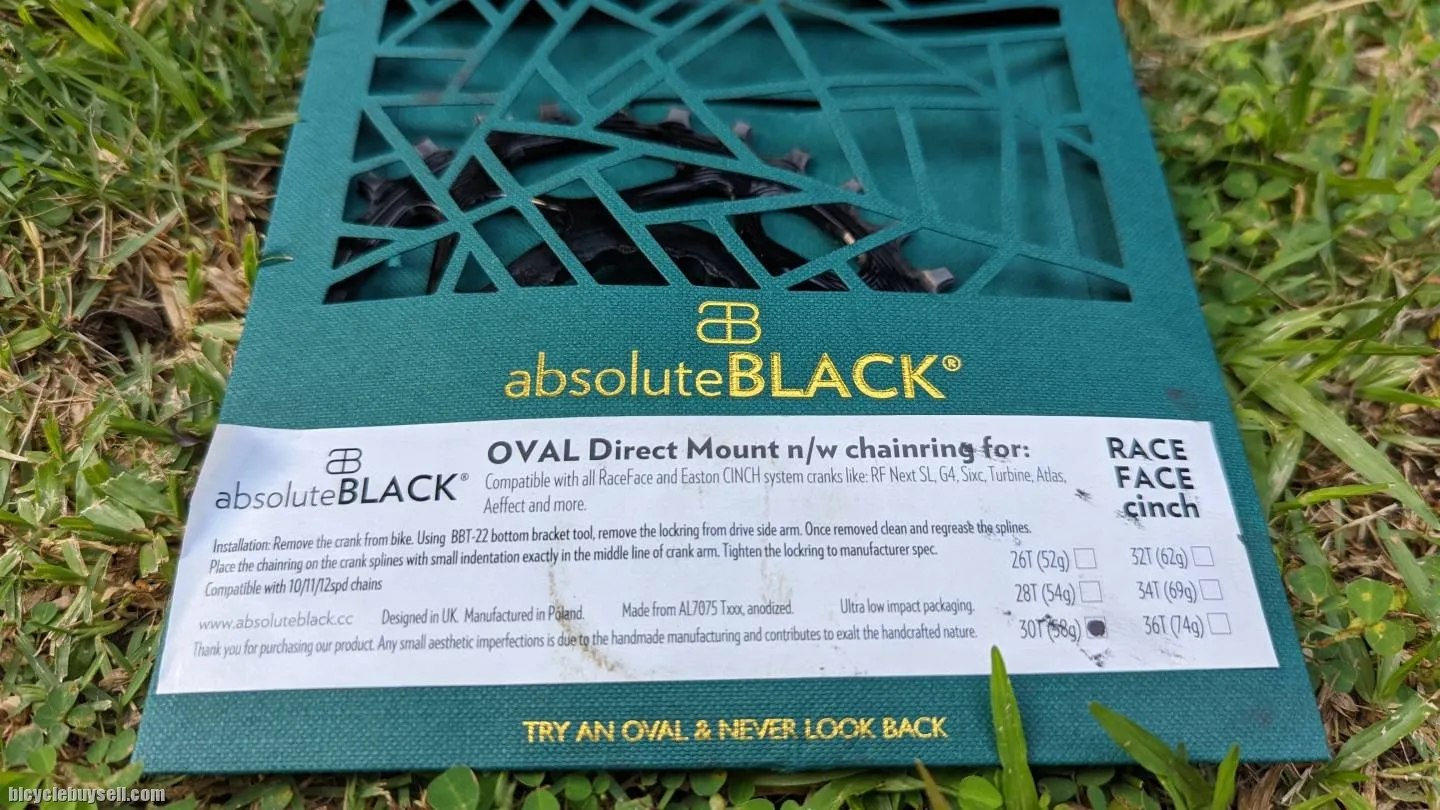 absoluteBLACK®
absoluteBLACK®
OVAL Direct Mount n/w chainring for:
Compatible with all RaceFace and Easton CINCH system cranks like: RF Next SL, G4, Sixc, Turbine, Atlas,
Aeffect and more.
RACE
FACE
cinch
Installation: Remove the crank from bike. Using BBT-22 bottom bracket tool, remove the lockring from drive side arm. Once removed clean and regrease the splines.
Place the chainring on the crank splines with small indentation exactly in the middle line of crank arm. Tighten the lockring to manufacturer spec.
Compatible with 10/11/12spd chains
26T (52g) 32T (62g)
28T (54g) 34T (69g)
30T (58g) 36T (74g)
www.absoluteblack.cc Designed in UK. Manufactured in Poland. Made from AL7075 Txxx, anodized. Ultra low impact packaging.
Thank you for purchasing our product. Any small aesthetic imperfections is due to the handmade manufacturing and contributes to exalt the handcrafted nature.
TRY AN OVAL & NEVER LOOK BACK
bicyclebuysell.com